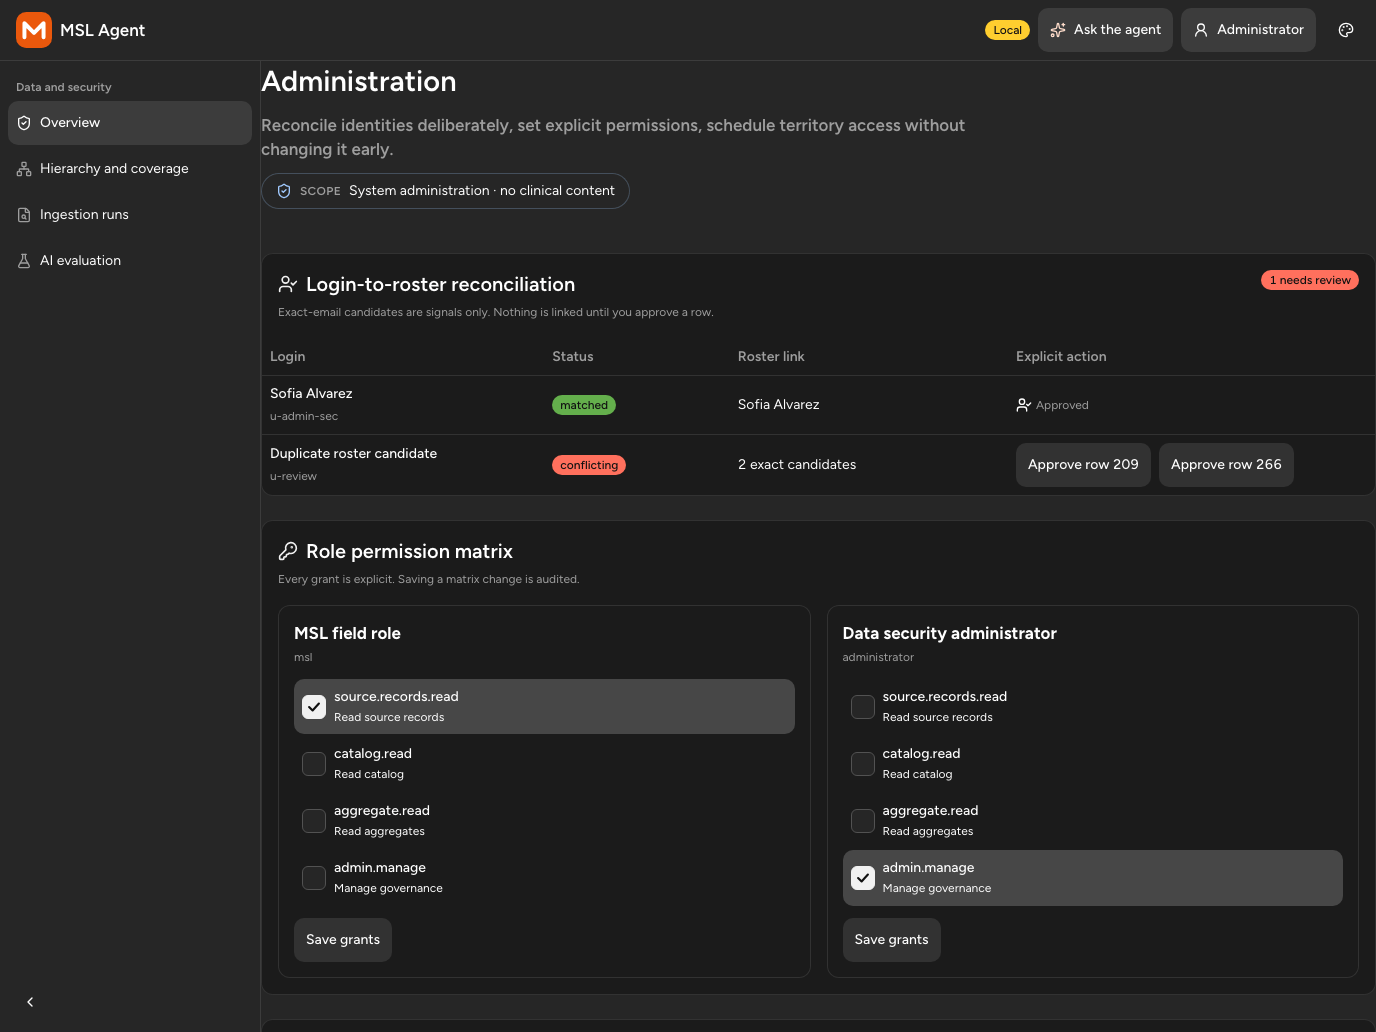 MSL Agent
Local
Ask the agent
Administrator
Data and security
Overview
Hierarchy and coverage
Ingestion runs
AI evaluation
Administration
Reconcile identities deliberately, set explicit permissions, schedule territory access without
changing it early.
SCOPE System administration · no clinical content
Login-to-roster reconciliation
1 needs review
Exact-email candidates are signals only. Nothing is linked until you approve a row.
Login Status Roster link Explicit action
Sofia Alvarez
u-admin-sec
matched
Sofia Alvarez
Approved
Duplicate roster candidate
u-review
conflicting
2 exact candidates
Approve row 209
Approve row 266
Role permission matrix
Every grant is explicit. Saving a matrix change is audited.
MSL field role
msl
source.records.read
Read source records
catalog.read
Read catalog
aggregate.read
Read aggregates
admin.manage
Manage governance
Save grants
Data security administrator
administrator
source.records.read
Read source records
catalog.read
Read catalog
aggregate.read
Read aggregates
admin.manage
Manage governance
Save grants